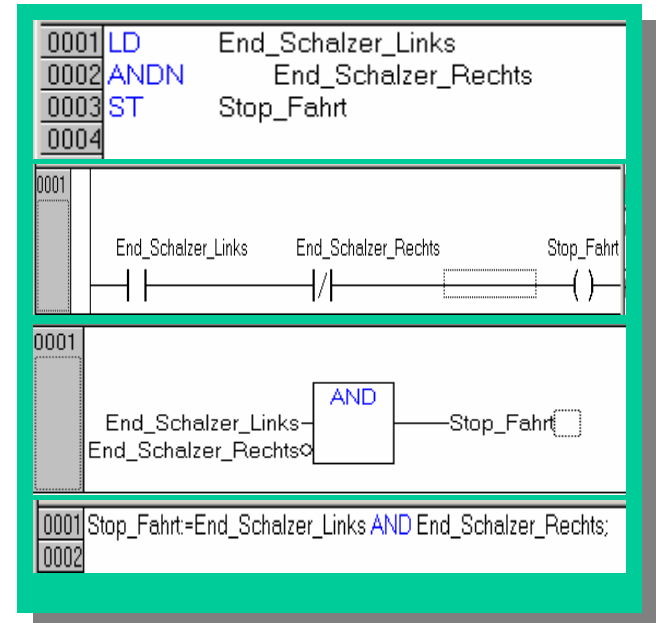 0001 LD End_Schalzer_Links
0002 ANDN End_Schalzer_Rechts
0003 ST Stop_Fahrt
0004
0001
End_Schalzer_Links End_Schalzer_Rechts Stop_Fahrt
0001
AND
End_Schalzer_Links Stop_Fahrt
End_Schalzer_Rechts
0001 Stop_Fahrt:=End_Schalzer_Links AND End_Schalzer_Rechts;
0002